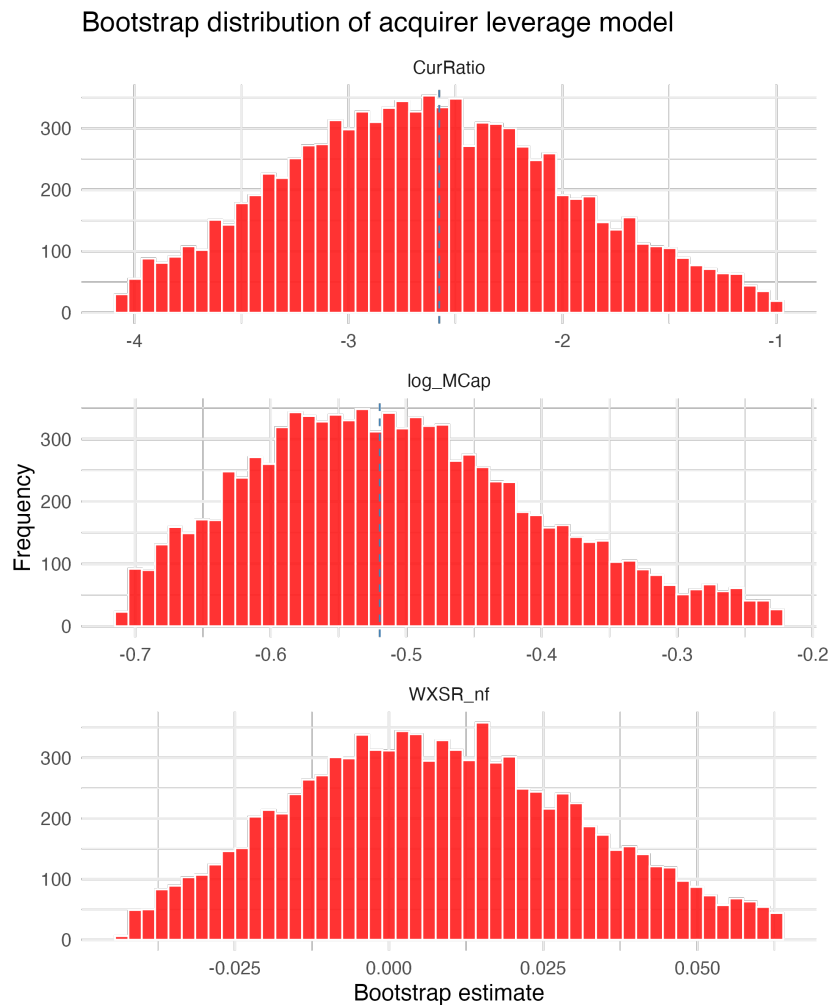 Bootstrap distribution of acquirer leverage model
CurRatio
300
200
100
0
-4 -3 -2 -1
log_MCap
300
200
100
0
-0.7 -0.6 -0.5 -0.4 -0.3 -0.2
Frequency
WXSR_nf
300
200
100
0
-0.025 0.000 0.025 0.050
Bootstrap estimate